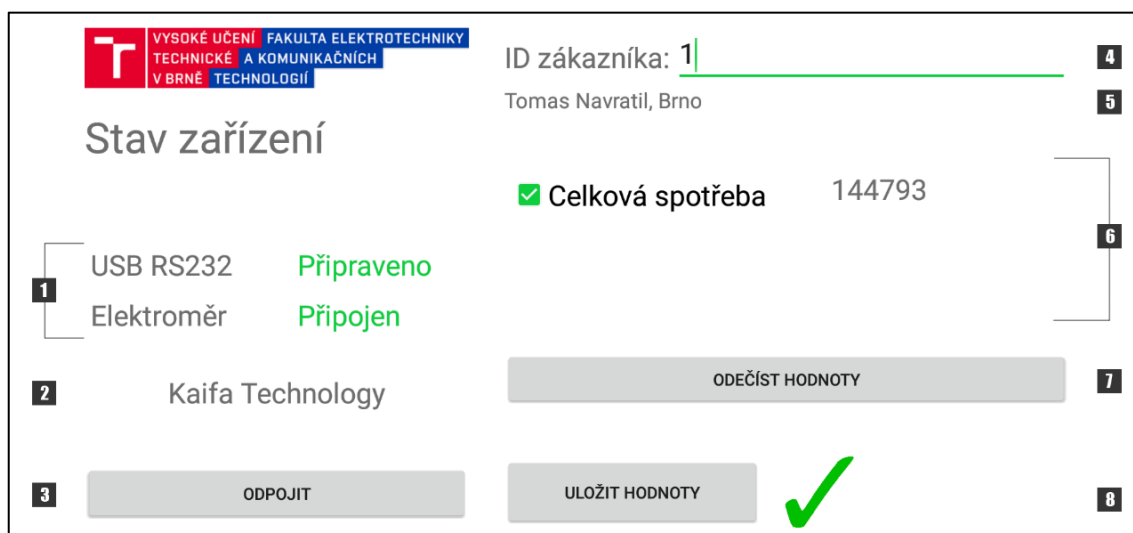 VYSOKÉ UČENÍ FAKULTA ELEKTROTECHNIKY
TECHNICKÉ A KOMUNIKAČNÍCH
V BRNĚ TECHNOLOGIÍ
Stav zařízení
1
USB RS232 Připraveno
Elektroměr Připojen
2
Kaifa Technology
3
ODPOJIT
ID zákazníka: 1
4
Tomas Navratil, Brno
5
Celková spotřeba 144793
6
ODEČÍST HODNOTY
7
ULOŽIT HODNOTY
8